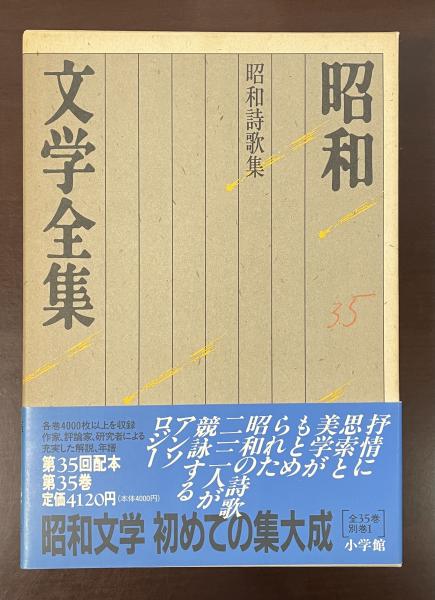 昭和
昭和詩歌集
文学全集
35
抒情に
思索と
美学が
もとめ
られた
昭和の詩歌
人が
競詠する
アンソ
ロジー
各巻4000枚以上を収録
作家、評論家、研究者による
充実した解説、年譜
第35回配本
第35巻
定価4120円(本体4000円)
昭和文学 初めての集大成
全35巻
別巻1
小学館